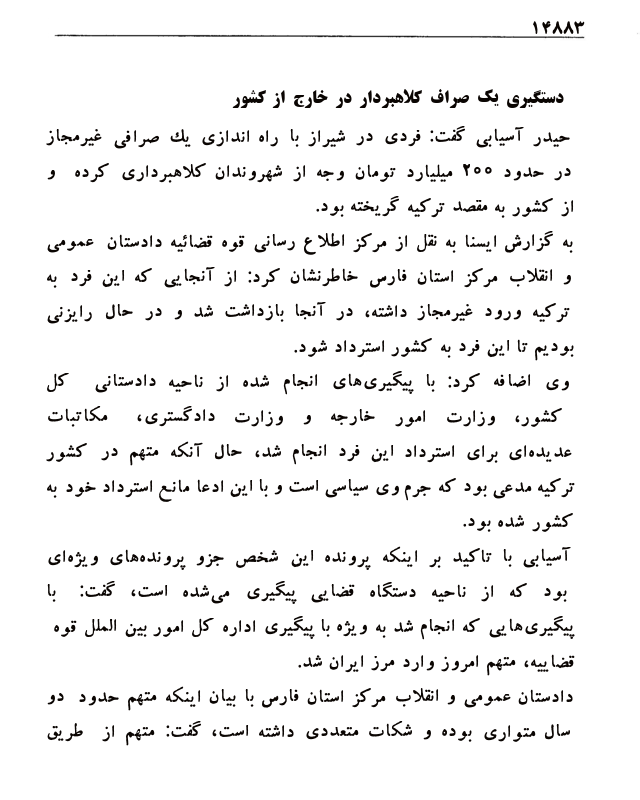 ۱۴۸۸۳
دستگیری یک صراف کلاهبردار در خارج از کشور
حیدر آسیابی گفت: فردی در شیراز با راه اندازی یك صرافی غیرمجاز
در حدود ۲۰۰ میلیارد تومان وجه از شهروندان کلاهبرداری کرده و
از کشور به مقصد ترکیه گریخته بود.
به گزارش ایسنا به نقل از مرکز اطلاع رسانی قوه قضائیه دادستان عمومی
و انقلاب مرکز استان فارس خاطرنشان کرد: از آنجایی که این فرد به
ترکیه ورود غیرمجاز داشته، در آنجا بازداشت شد و در حال رایزنی
بودیم تا این فرد به کشور استرداد شود.
وی اضافه کرد: با پیگیری‌های انجام شده از ناحیه دادستانی کل
کشور، وزارت امور خارجه و وزارت دادگستری، مکاتبات
عدیده‌ای برای استرداد این فرد انجام شد، حال آنکه متهم در کشور
ترکیه مدعی بود که جرم وی سیاسی است و با این ادعا مانع استرداد خود به
کشور شده بود.
آسیابی با تاکید بر اینکه پرونده این شخص جزو پرونده‌های ویژه‌ای
بود که از ناحیه دستگاه قضایی پیگیری می‌شده است، گفت: با
پیگیری‌هایی که انجام شد به ویژه با پیگیری اداره کل امور بین الملل قوه
قضاییه، متهم امروز وارد مرز ایران شد.
دادستان عمومی و انقلاب مرکز استان فارس با بیان اینکه متهم حدود دو
سال متواری بوده و شکات متعددی داشته است، گفت: متهم از طریق